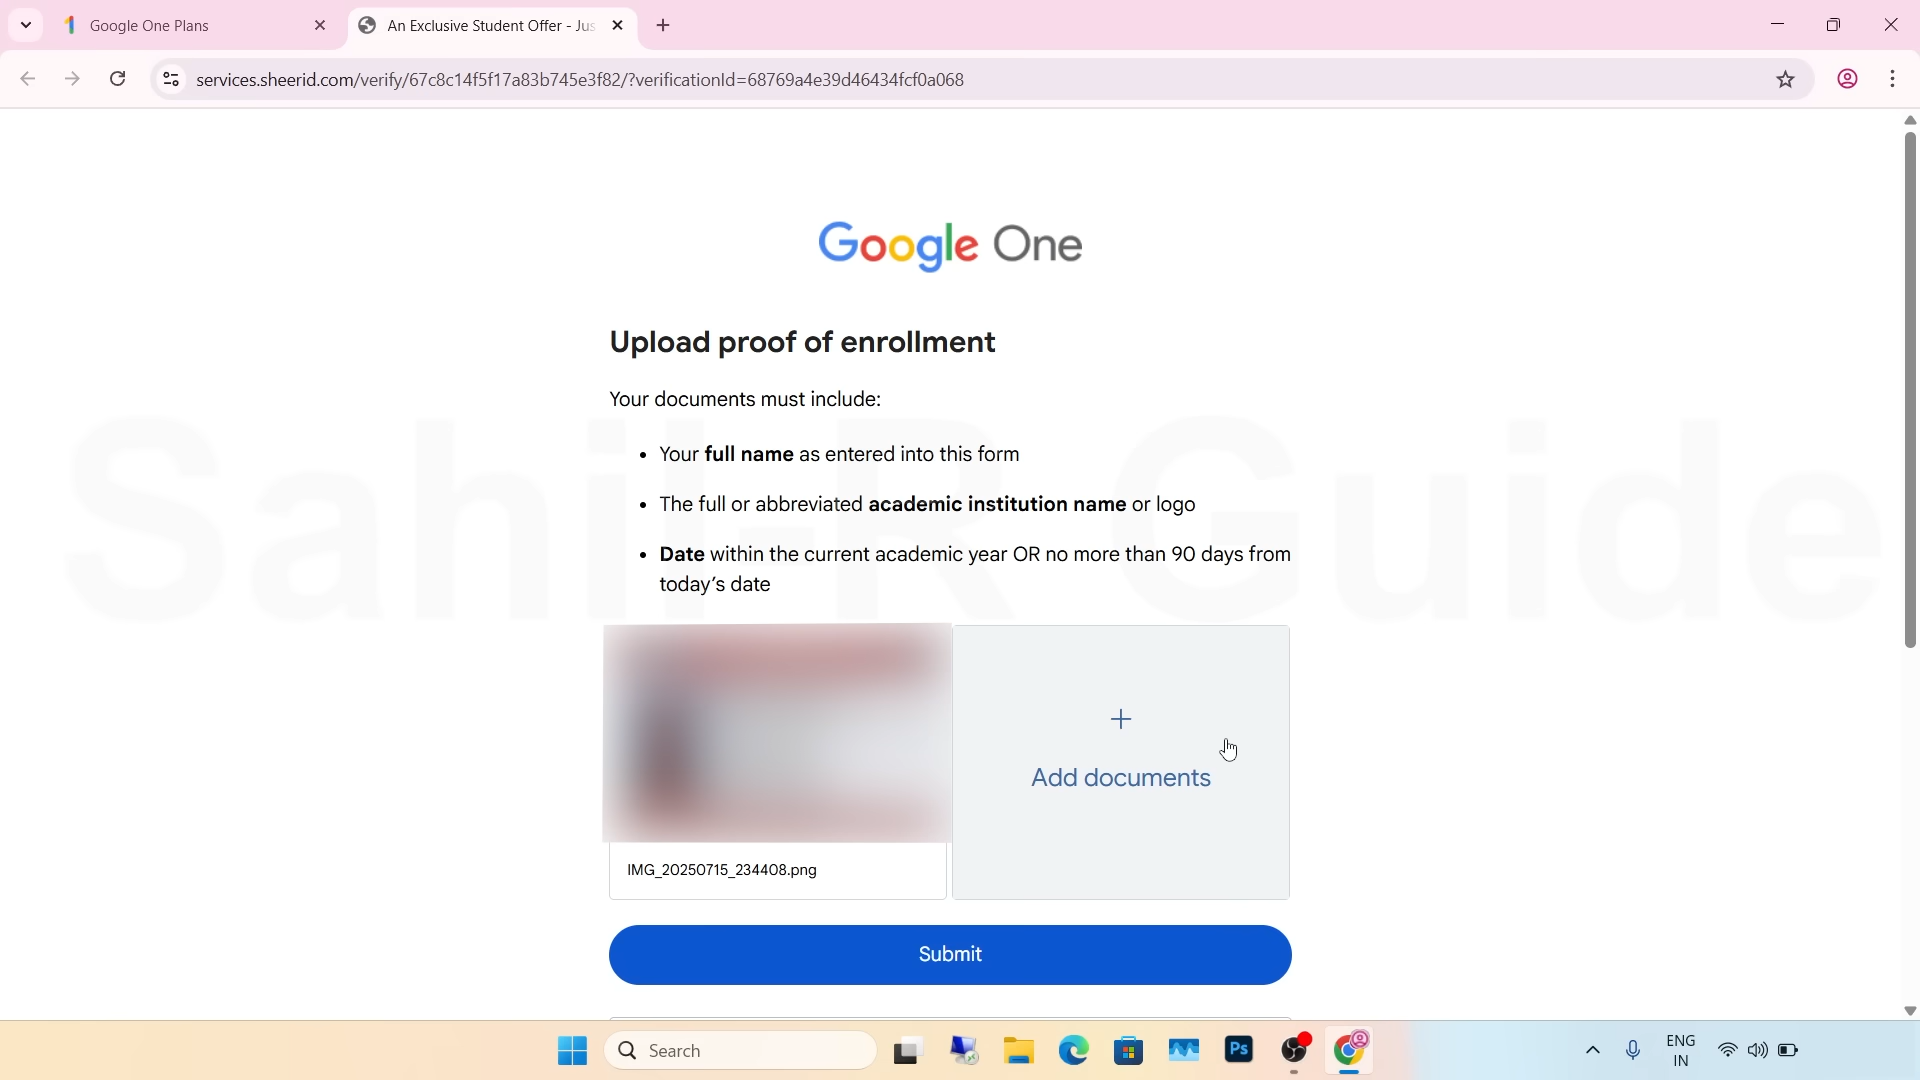 Google One Plans
An Exclusive Student Offer - Jus
services.sheerid.com/verify/67c8c14f5f17a83b745e3f82/?verificationId=68769a4e39d46434fcf0a068
Google One
Upload proof of enrollment
Your documents must include:
• Your full name as entered into this form
• The full or abbreviated academic institution name or logo
• Date within the current academic year OR no more than 90 days from
today's date
Sahil-R Guide
+
Add documents
IMG_20250715_234408.png
Submit
Search
Ps
ENG
IN